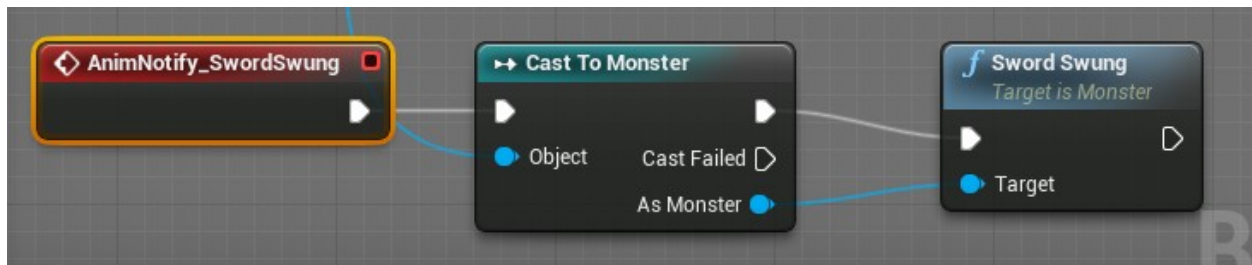 AnimNotify_SwordSwung
Cast To Monster
Object
Cast Failed
As Monster
f Sword Swung
Target is Monster
Target